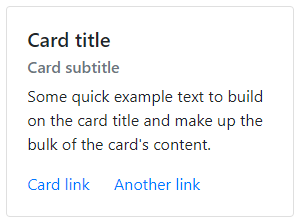 Card title
Card subtitle
Some quick example text to build
on the card title and make up the
bulk of the card's content.
Card link Another link